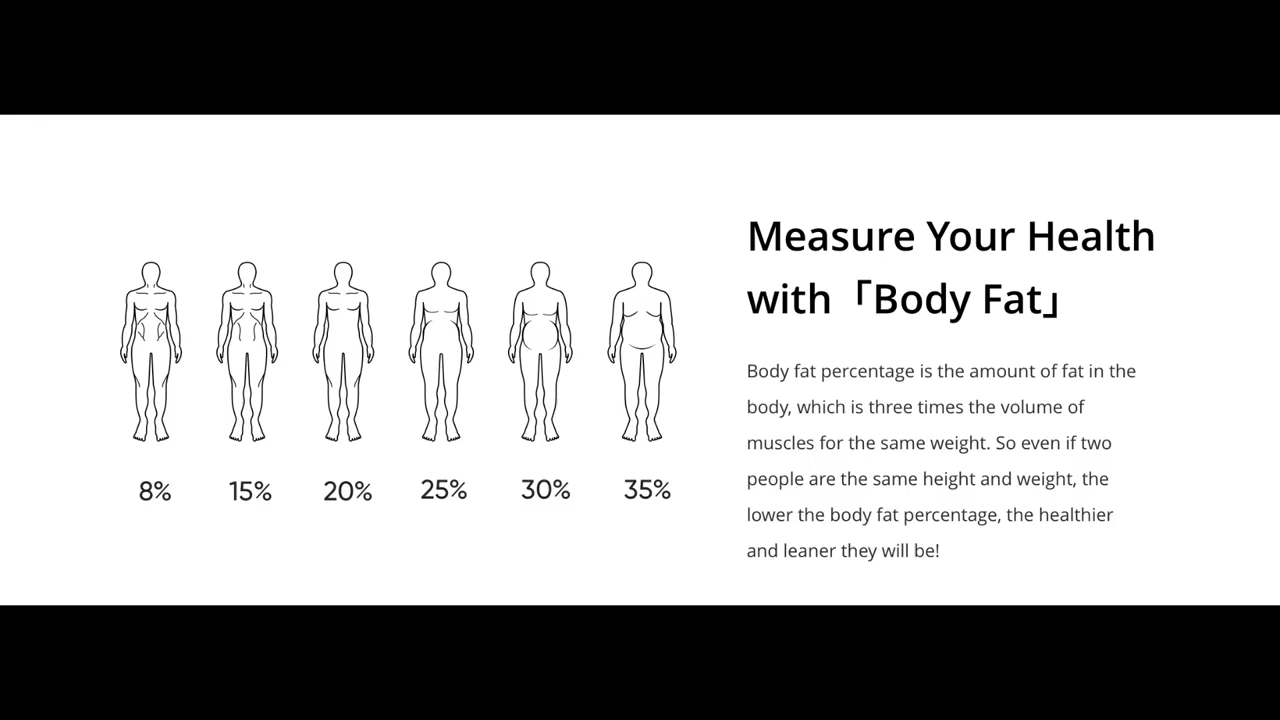 Measure Your Health
with「Body Fat」
Body fat percentage is the amount of fat in the
body, which is three times the volume of
muscles for the same weight. So even if two
people are the same height and weight, the
lower the body fat percentage, the healthier
and leaner they will be!
8% 15% 20% 25% 30% 35%